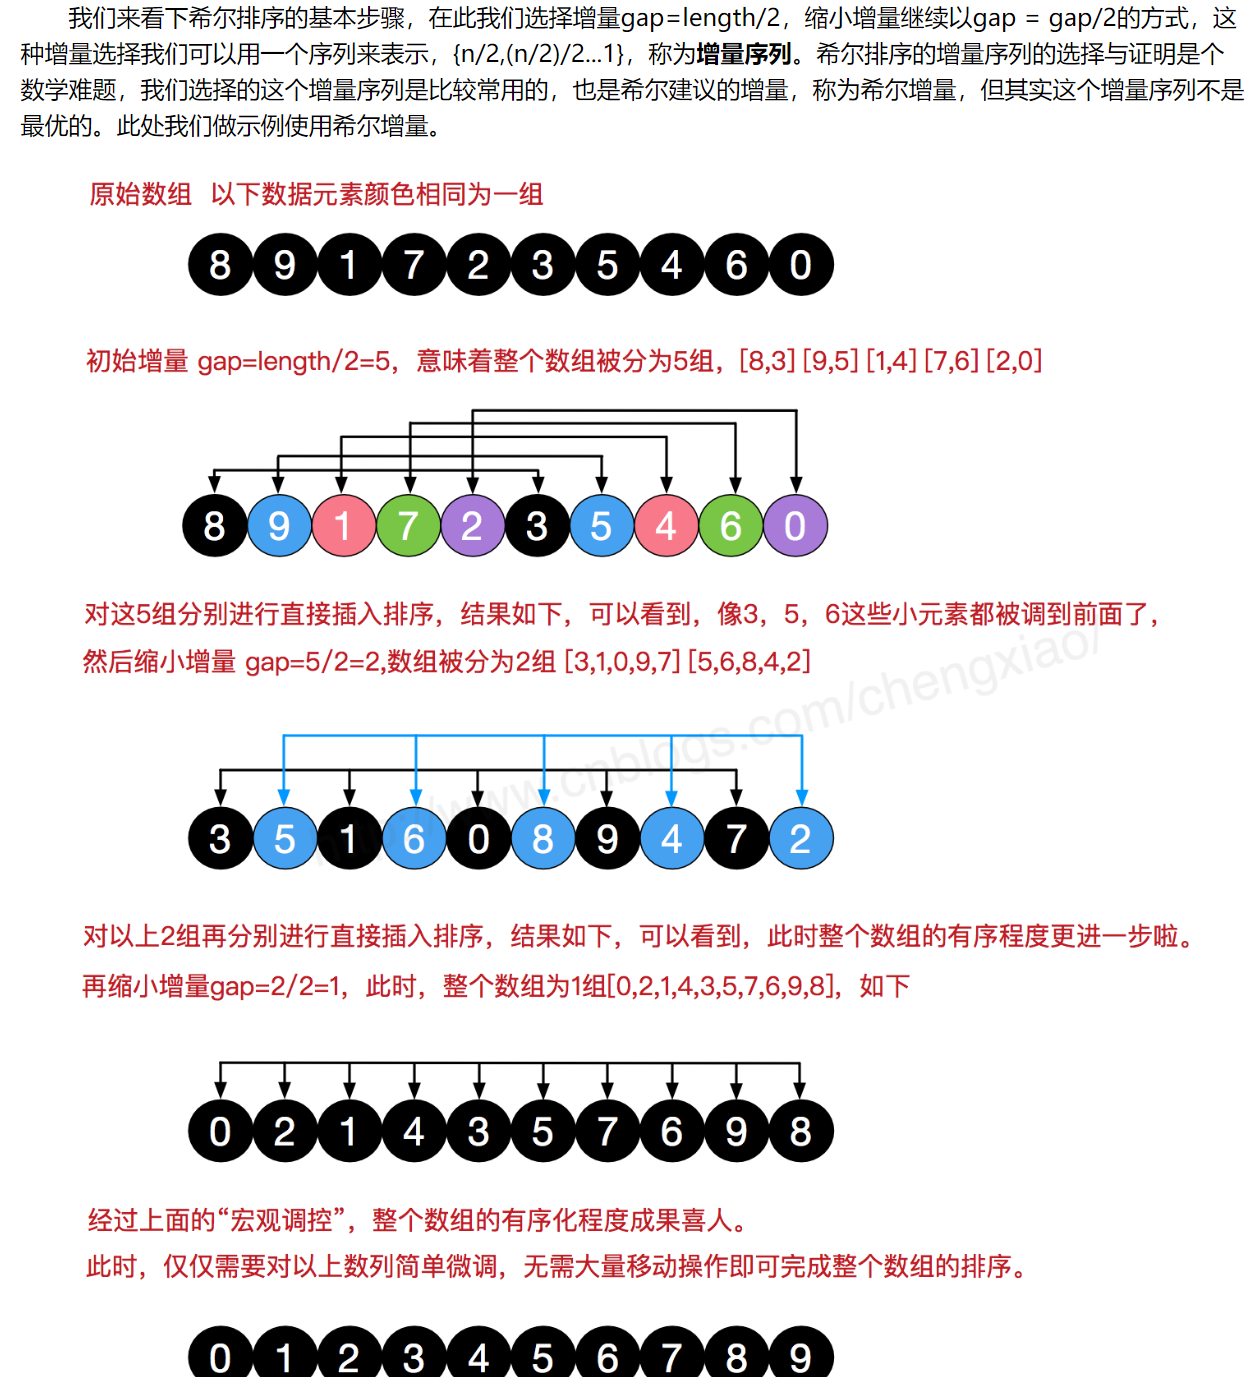 我们来看下希尔排序的基本步骤，在此我们选择增量gap=length/2，缩小增量继续以gap = gap/2的方式，这
种增量选择我们可以用一个序列来表示，{n/2,(n/2)/2...1}，称为增量序列。希尔排序的增量序列的选择与证明是个
数学难题，我们选择的这个增量序列是比较常用的，也是希尔建议的增量，称为希尔增量，但其实这个增量序列不是
最优的。此处我们做示例使用希尔增量。
原始数组 以下数据元素颜色相同为一组
8 9 1 7 2 3 5 4 6 0
初始增量 gap=length/2=5，意味着整个数组被分为5组，[8,3][9,5][1,4][7,6][2,0]
8 9 1 7 2 3 5 4 6 0
对这5组分别进行直接插入排序，结果如下，可以看到，像3，5，6这些小元素都被调到前面了，
然后缩小增量 gap=5/2=2,数组被分为2组 [3,1,0,9,7][5,6,8,4,2]
http://www.cnblogs.com/chengxiao/
3 5 1 6 0 8 9 4 7 2
对以上2组再分别进行直接插入排序，结果如下，可以看到，此时整个数组的有序程度更进一步啦。
再缩小增量gap=2/2=1，此时，整个数组为1组[0,2,1,4,3,5,7,6,9,8]，如下
0 2 1 4 3 5 7 6 9 8
经过上面的“宏观调控”，整个数组的有序化程度成果喜人。
此时，仅仅需要对以上数列简单微调，无需大量移动操作即可完成整个数组的排序。
0 1 2 3 4 5 6 7 8 9